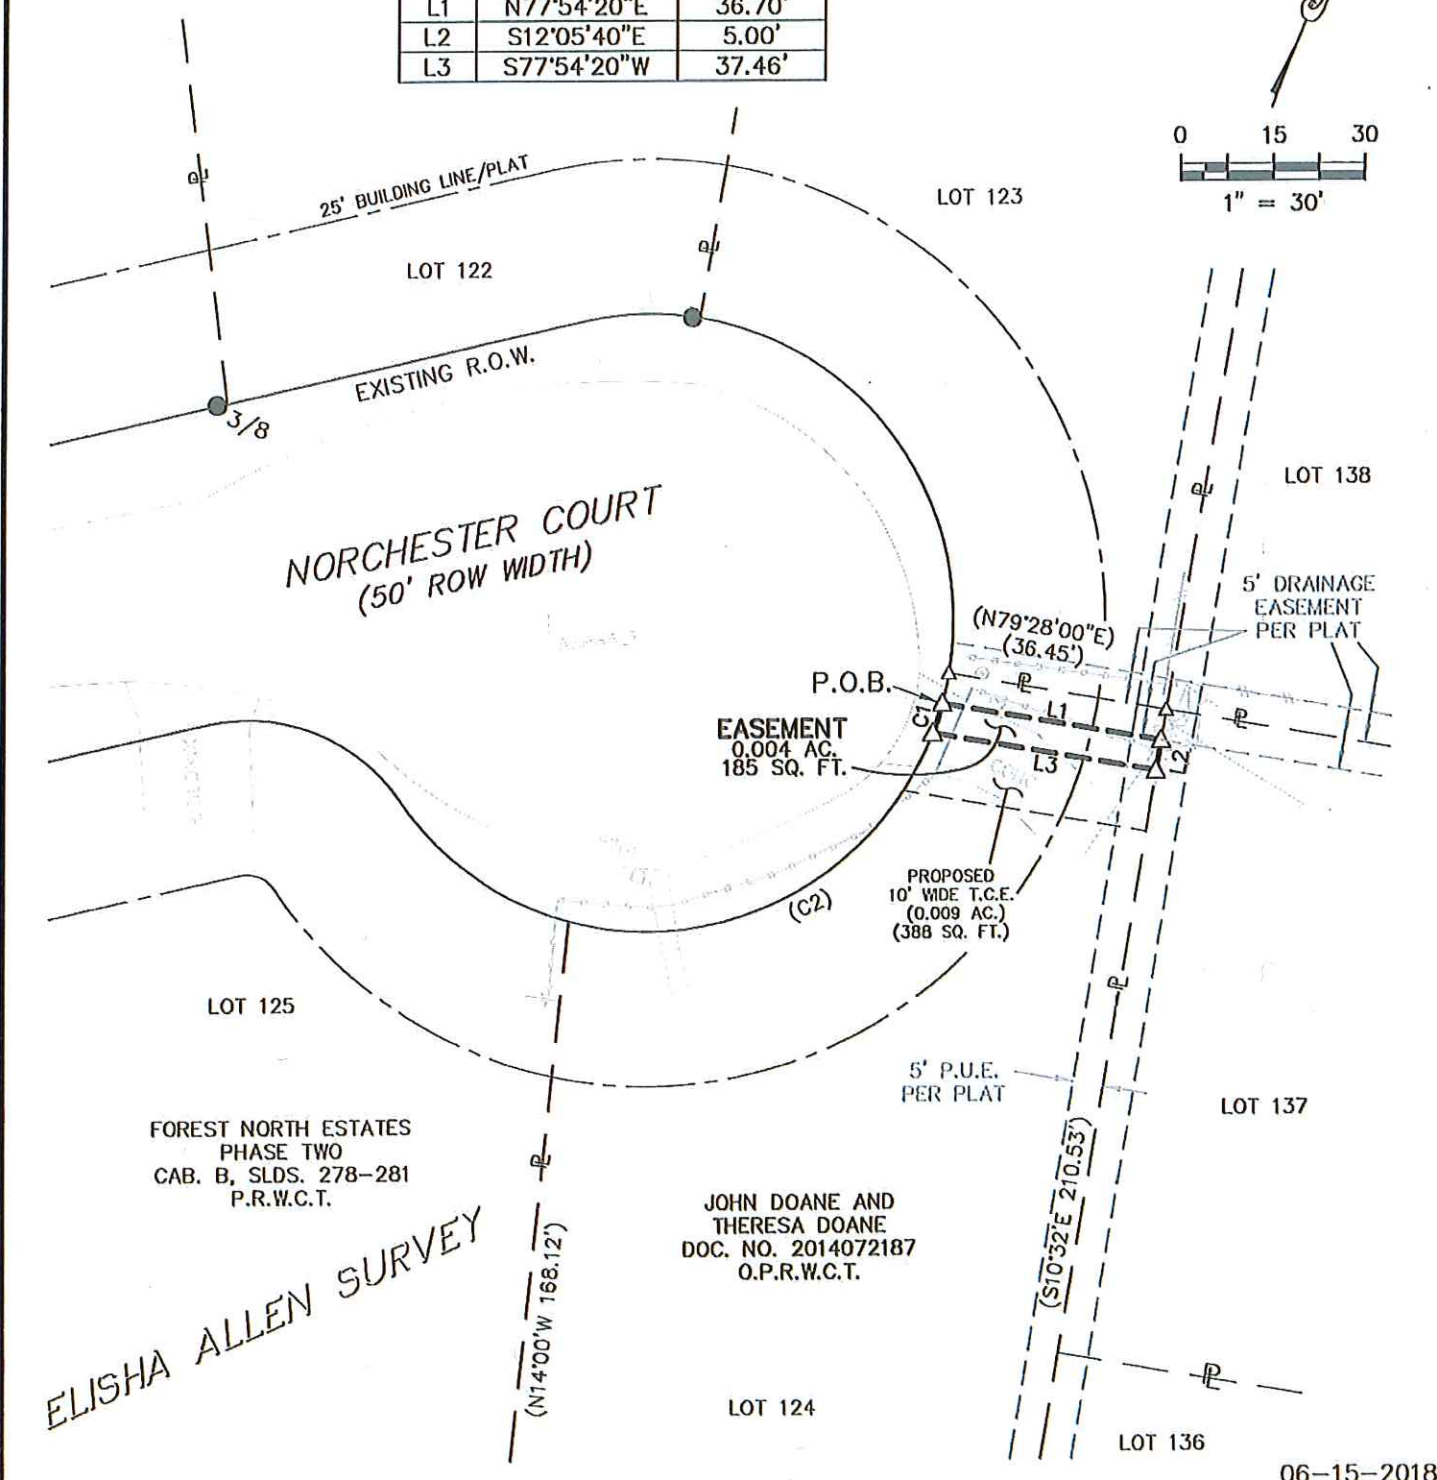 L1 N77°54'20"E 36.70'
L2 S12°05'40"E 5.00'
L3 S77°54'20"W 37.46'
0 15 30
1" = 30'
25' BUILDING LINE/PLAT
LOT 123
LOT 122
EXISTING R.O.W.
3/8
LOT 138
NORCHESTER COURT
(50' ROW WIDTH)
5' DRAINAGE
EASEMENT
PER PLAT
(N79°28'00"E)
(36.45')
P.O.B.
L1
C1
EASEMENT
0.004 AC.
185 SQ. FT.
L3
L2
PROPOSED
10' WIDE T.C.E.
(0.009 AC.)
(388 SQ. FT.)
(C2)
LOT 125
5' P.U.E.
PER PLAT
LOT 137
FOREST NORTH ESTATES
PHASE TWO
CAB. B, SLDS. 278-281
P.R.W.C.T.
JOHN DOANE AND
THERESA DOANE
DOC. NO. 2014072187
O.P.R.W.C.T.
(S10°32'E 210.53')
(N14°00'W 168.12')
ELISHA ALLEN SURVEY
LOT 124
LOT 136
06-15-2018